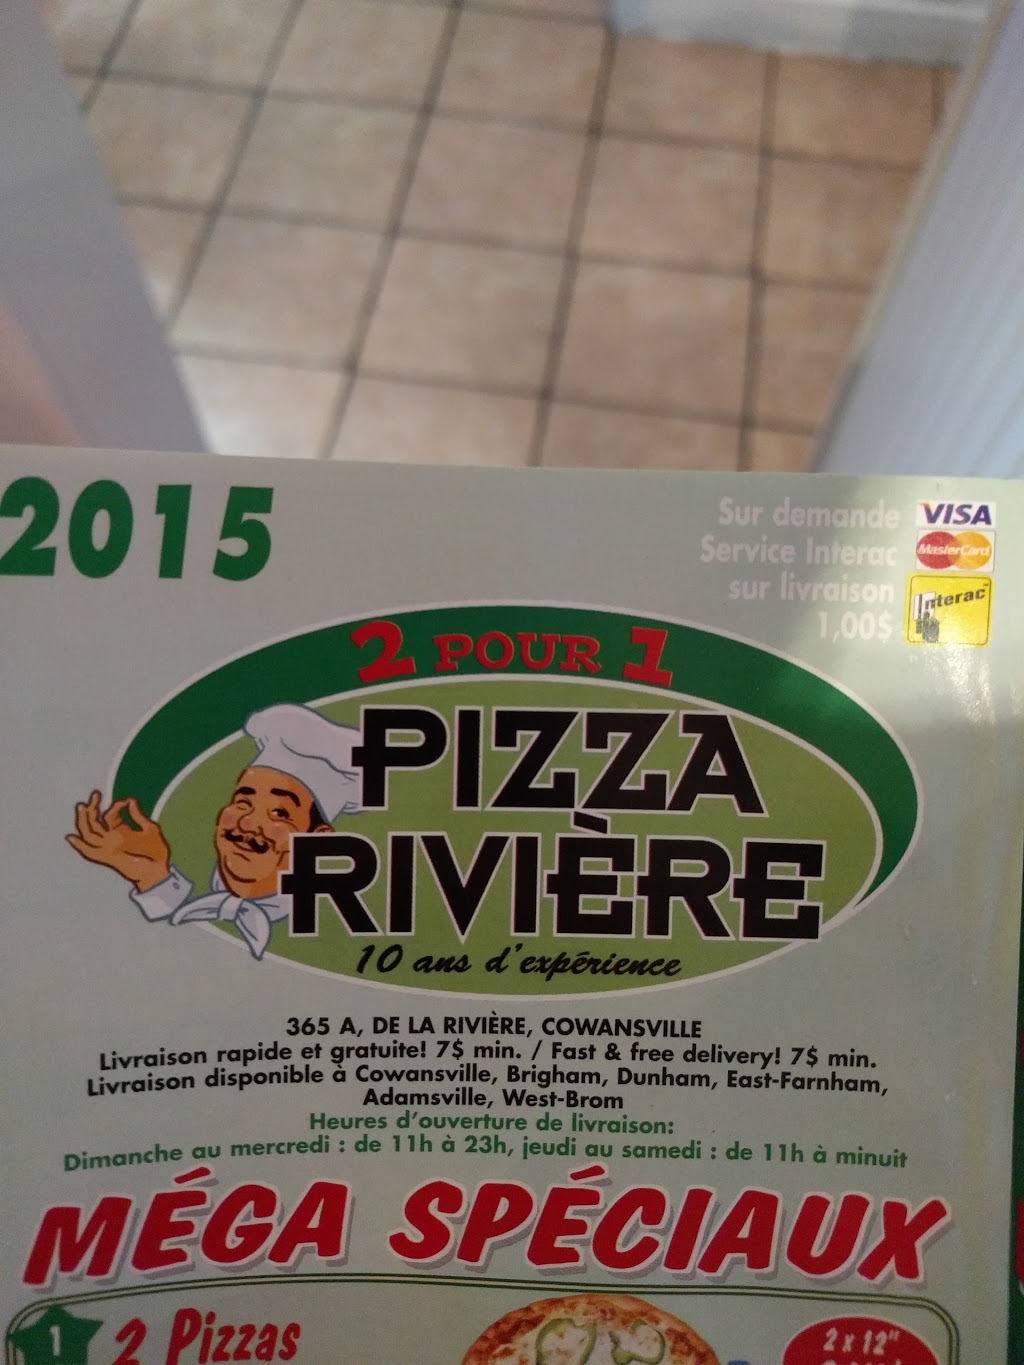 2015
Sur demande
Service Interac
sur livraison
1,00$
VISA
MasterCard
Interac
2 POUR 1
PIZZA
RIVIÈRE
10 ans d'expérience
365 A, DE LA RIVIÈRE, COWANSVILLE
Livraison rapide et gratuite! 7$ min. / Fast & free delivery! 7$ min.
Livraison disponible à Cowansville, Brigham, Dunham, East-Farnham,
Adamsville, West-Brom
Heures d'ouverture de livraison:
Dimanche au mercredi : de 11h à 23h, jeudi au samedi : de 11h à minuit
MÉGA SPÉCIAUX
1
2 Pizzas
2 x 12"